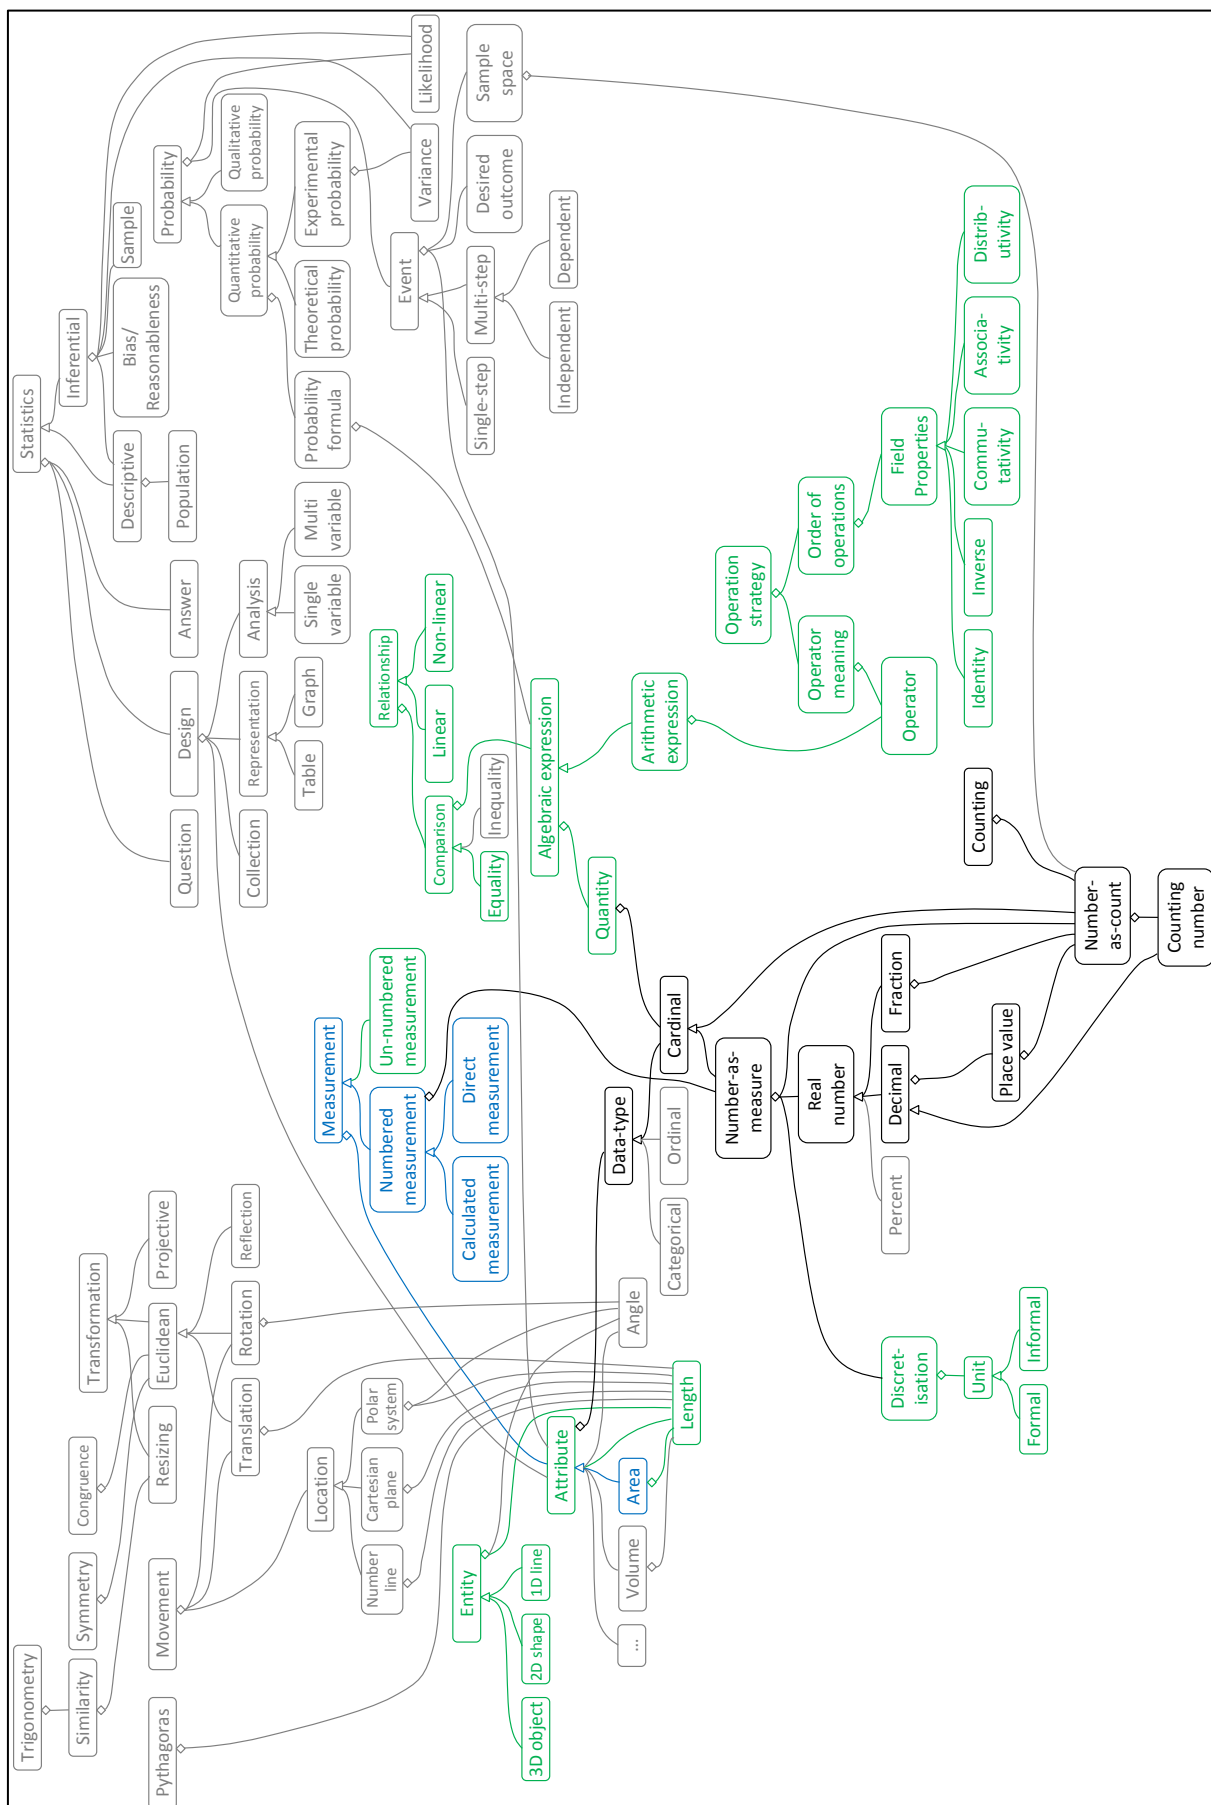 Trigonometry
Statistics
Similarity
Symmetry
Congruence
Transformation
Inferential
Pythagoras
Movement
Resizing
Euclidean
Projective
Question
Design
Answer
Descriptive
Bias/
Reasonableness
Sample
Population
Probability
Translation
Rotation
Reflection
Collection
Representation
Analysis
Quantitative
probability
Qualitative
probability
Location
Table
Graph
Single
variable
Multi
variable
Probability
formula
Theoretical
probability
Experimental
probability
Number
line
Cartesian
plane
Polar
system
Measurement
Numbered
measurement
Un-numbered
measurement
Relationship
Comparison
Linear
Non-linear
Event
Variance
Likelihood
Entity
Calculated
measurement
Direct
measurement
Equality
Inequality
Single-step
Multi-step
Desired
outcome
Sample
space
3D object
2D shape
1D line
Attribute
Algebraic expression
Independent
Dependent
...
Volume
Area
Angle
Data-type
Quantity
Length
Categorical
Ordinal
Cardinal
Arithmetic
expression
Number-as-
measure
Operation
strategy
Real
number
Operator
meaning
Order of
operations
Discret-
isation
Percent
Decimal
Fraction
Operator
Field
Properties
Unit
Place value
Counting
Identity
Inverse
Commu-
tativity
Associa-
tivity
Distrib-
utivity
Formal
Informal
Number-
as-count
Counting
number